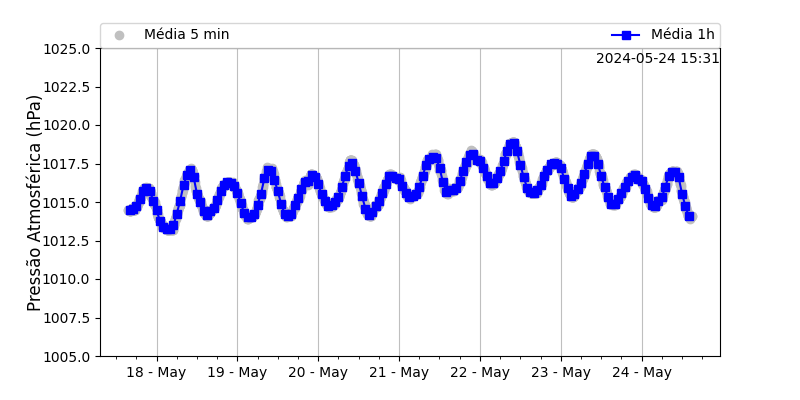 Média 5 min
Média 1h
2024-05-24 15:31
Pressão Atmosférica (hPa)
1025.0
1022.5
1020.0
1017.5
1015.0
1012.5
1010.0
1007.5
1005.0
18 - May
19 - May
20 - May
21 - May
22 - May
23 - May
24 - May